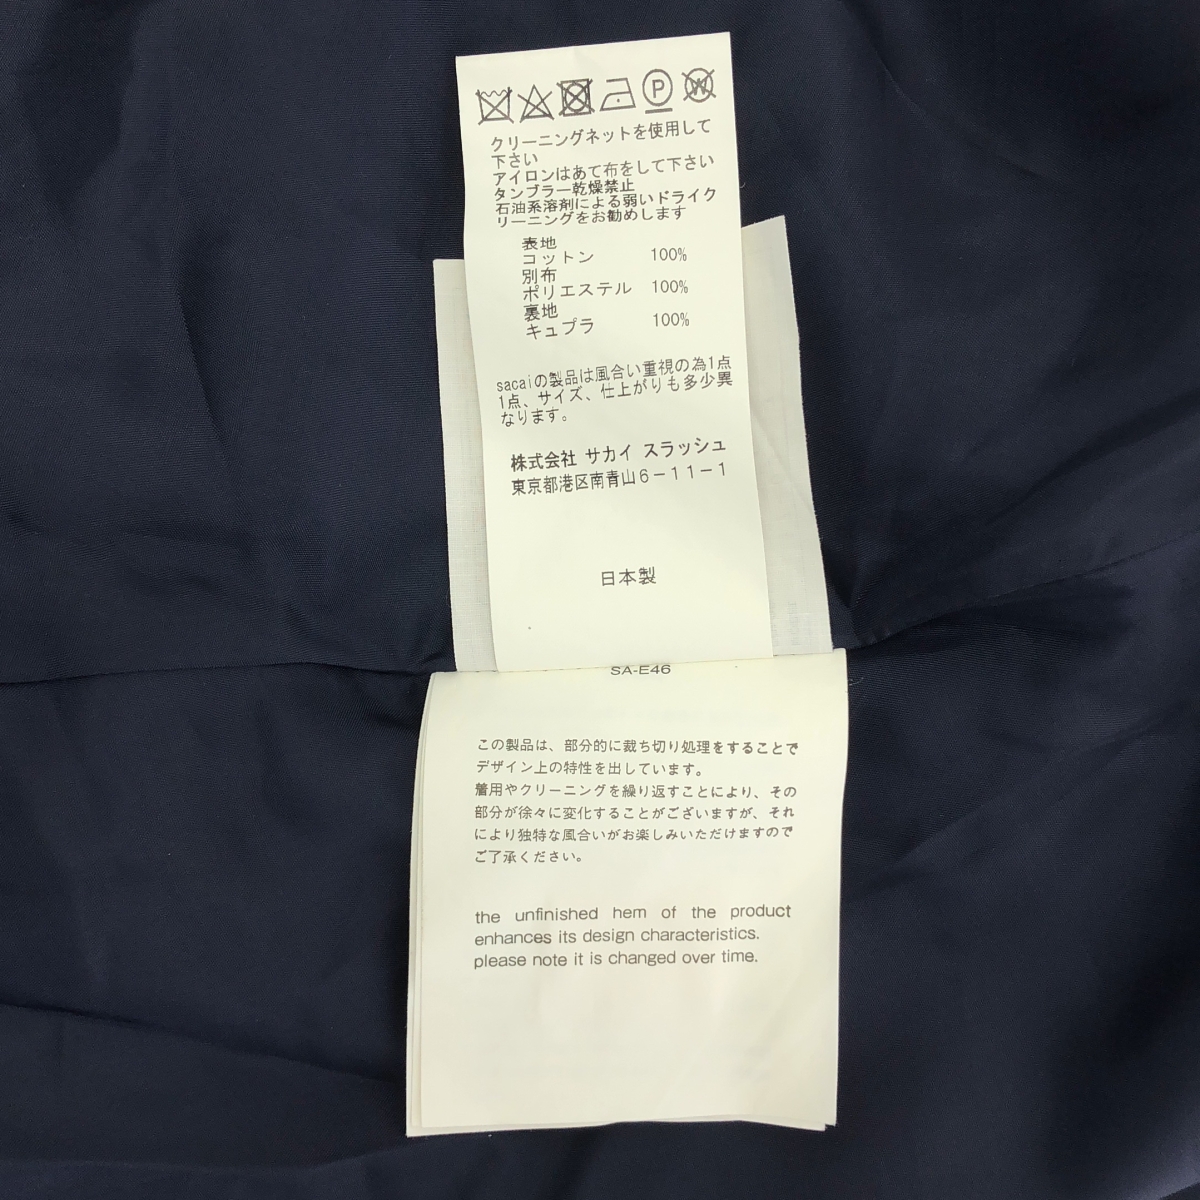 P W
クリーニングネットを使用して
下さい
アイロンはあて布をして下さい
タンブラー乾燥禁止
石油系溶剤による弱いドライク
リーニングをお勧めします
表地
コットン 100%
別布
ポリエステル 100%
裏地
キュプラ 100%
sacaiの製品は風合い重視の為1点
1点、サイズ、仕上がりも多少異
なります。
株式会社 サカイ スラッシュ
東京都港区南青山6-11-1
日本製
SA-E46
この製品は、部分的に裁ち切り処理をすることで
デザイン上の特性を出しています。
着用やクリーニングを繰り返すことにより、その
部分が徐々に変化することがございますが、それ
により独特な風合いがお楽しみいただけますので
ご了承ください。
the unfinished hem of the product
enhances its design characteristics.
please note it is changed over time.